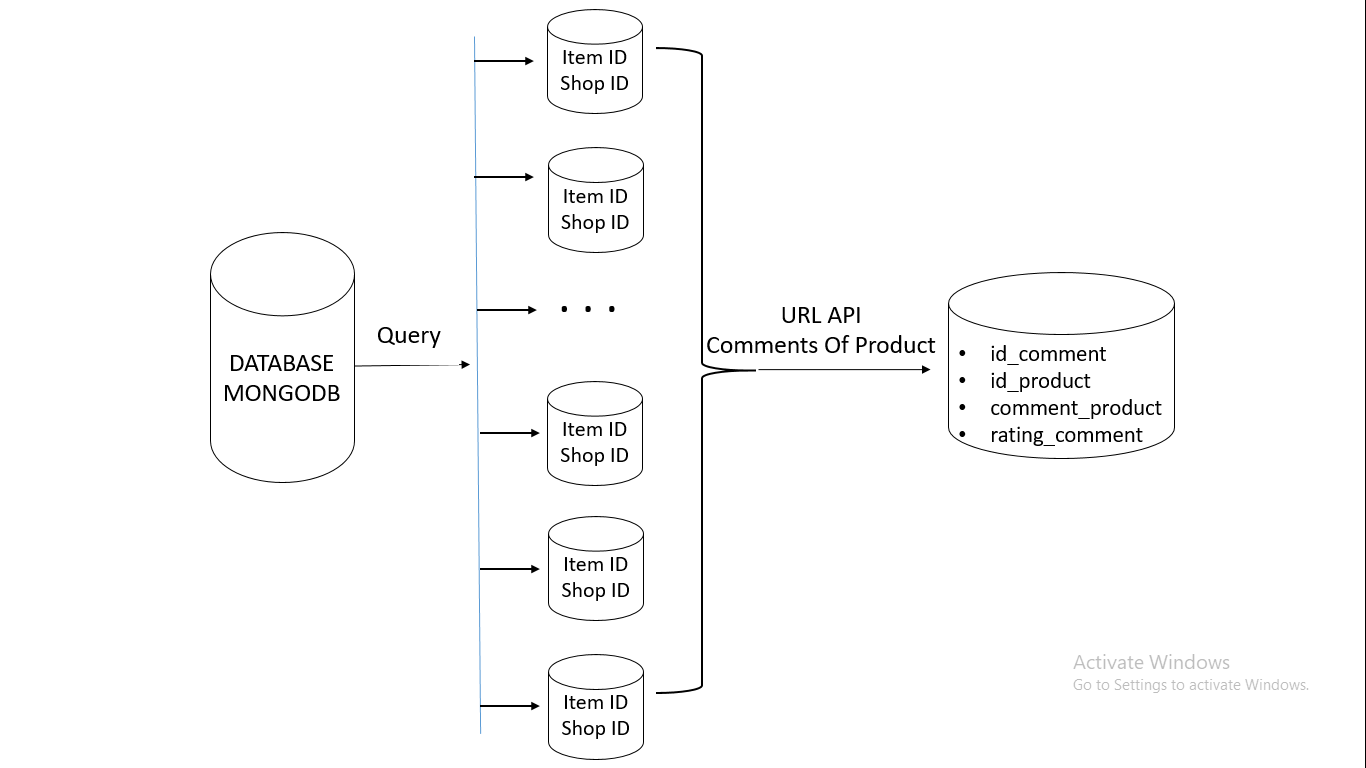 Item ID
Shop ID
Item ID
Shop ID
. . .
Query
DATABASE
MONGODB
URL API
Comments Of Product
• id_comment
• id_product
• comment_product
• rating_comment
Item ID
Shop ID
Item ID
Shop ID
Item ID
Shop ID
Activate Windows
Go to Settings to activate Windows.